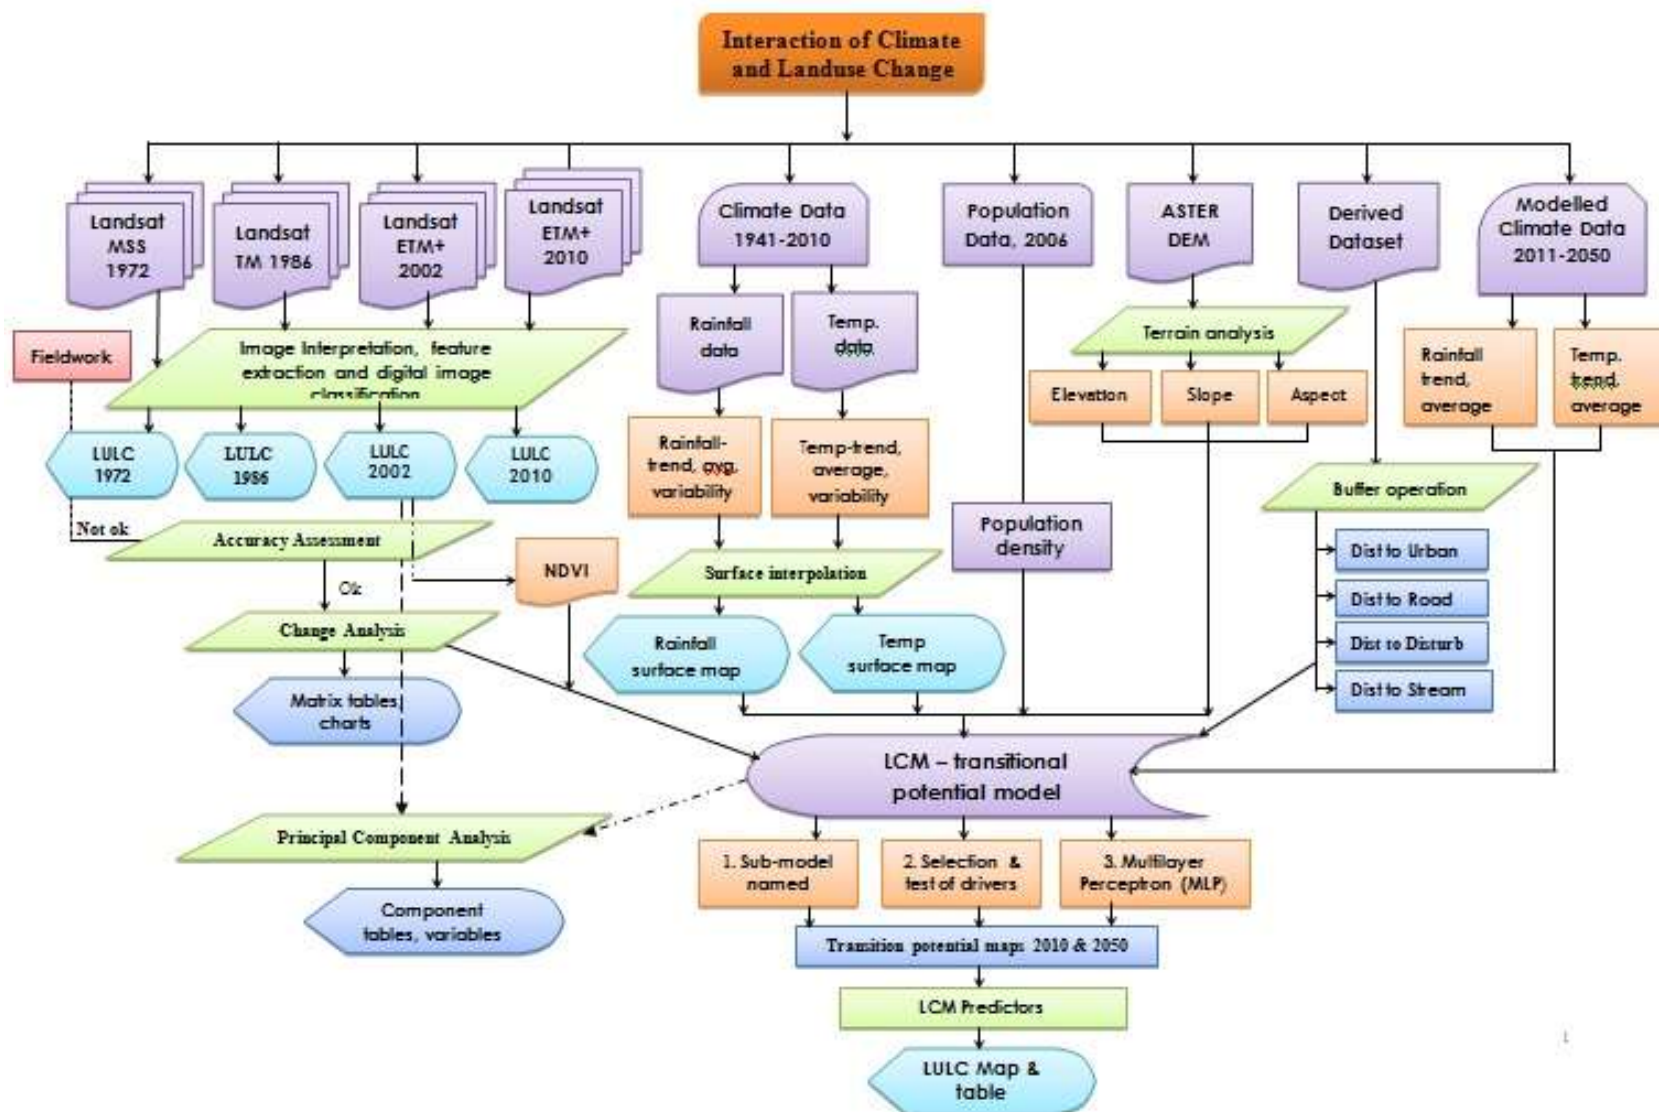 Interaction of Climate
and Landuse Change
Landsat
MSS
1972
Landsat
TM 1986
Landsat
ETM+
2002
Landsat
ETM+
2010
Climate Data
1941-2010
Population
Data, 2006
ASTER
DEM
Derived
Dataset
Modelled
Climate Data
2011-2050
Fieldwork
Image Interpretation, feature
extraction and digital image
classification
Rainfall
data
Temp.
data
Terrain analysis
Elevation
Slope
Aspect
Rainfall
trend,
average
Temp.
trend,
average
LULC
1972
LULC
1986
LULC
2002
LULC
2010
Rainfall-
trend, avg,
variability
Temp-trend,
average,
variability
Buffer operation
Not ok
Accuracy Assessment
Population
density
NDVI
Surface interpolation
Dist to Urban
Dist to Road
Dist to Disturb
Dist to Stream
Ok
Change Analysis
Rainfall
surface map
Temp
surface map
Matrix tables,
charts
LCM – transitional
potential model
Principal Component Analysis
1. Sub-model
named
2. Selection &
test of drivers
3. Multilayer
Perceptron (MLP)
Component
tables, variables
Transition potential maps 2010 & 2050
LCM Predictors
LULC Map &
table
1